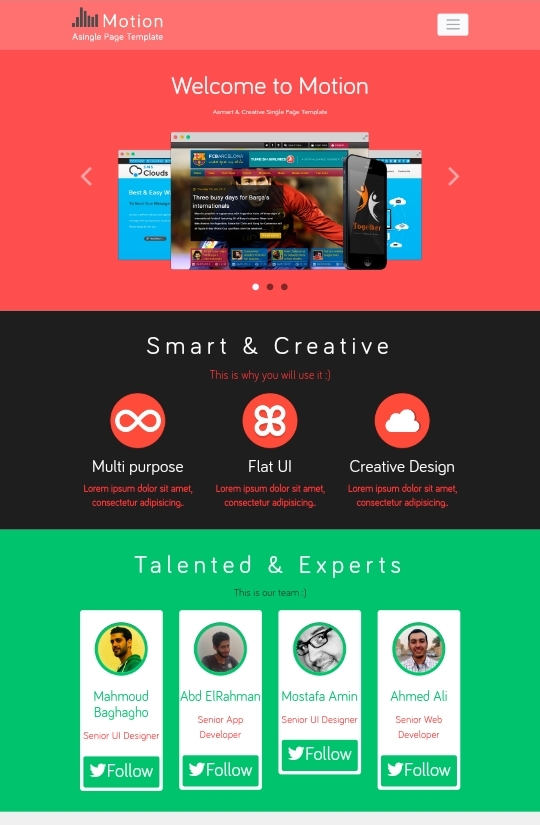 Motion
Asingle Page Template
Welcome to Motion
Asmart & Creative Single Page Template
SMS
Clouds
FCBARCELONA
TURKISH AIRLINES
Best & Easy Wa
Three busy days for Barça's
internationals
Together
Smart & Creative
This is why you will use it :)
Multi purpose
Flat UI
Creative Design
Lorem ipsum dolor sit amet,
consectetur adipisicing..
Lorem ipsum dolor sit amet,
consectetur adipisicing..
Lorem ipsum dolor sit amet,
consectetur adipisicing..
Talented & Experts
This is our team :)
Mahmoud
Baghagho
Senior UI Designer
Follow
Abd ElRahman
Senior App
Developer
Follow
Mostafa Amin
Senior UI Designer
Follow
Ahmed Ali
Senior Web
Developer
Follow